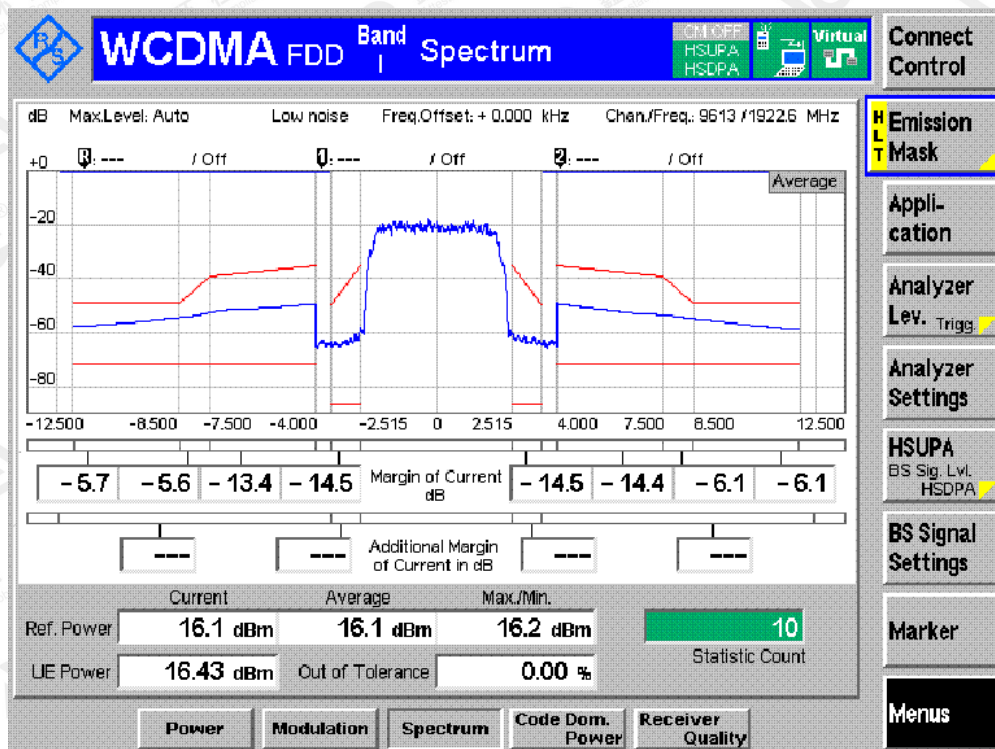 R&S
WCDMA FDD Band I Spectrum
CM OFF
HSUPA
HSDPA
Virtual
Connect Control
dB Max.Level: Auto Low noise Freq.Offset: + 0.000 kHz Chan./Freq.: 9613 / 1922.6 MHz
HLT
Emission Mask
+0 R: --- / Off 1: --- / Off 2: --- / Off
Average
-20
-40
-60
-80
-12.500 -8.500 -7.500 -4.000 -2.515 0 2.515 4.000 7.500 8.500 12.500
Appli-
cation
Analyzer
Lev. Trigg.
Analyzer
Settings
HSUPA
BS Sig. Lvl.
HSDPA
BS Signal
Settings
Marker
Menus
- 5.7 - 5.6 - 13.4 - 14.5 Margin of Current dB - 14.5 - 14.4 - 6.1 - 6.1
--- --- Additional Margin of Current in dB --- ---
Current Average Max./Min.
Ref. Power 16.1 dBm 16.1 dBm 16.2 dBm 10
Statistic Count
UE Power 16.43 dBm Out of Tolerance 0.00 %
Power Modulation Spectrum Code Dom. Power Receiver Quality